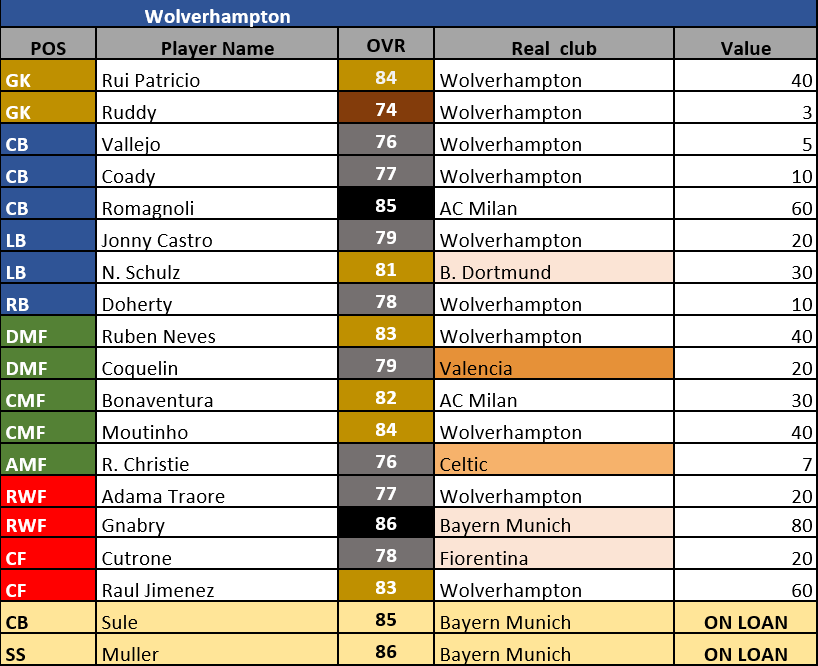 Wolverhampton
POS Player Name OVR Real club Value
GK Rui Patricio 84 Wolverhampton 40
GK Ruddy 74 Wolverhampton 3
CB Vallejo 76 Wolverhampton 5
CB Coady 77 Wolverhampton 10
CB Romagnoli 85 AC Milan 60
LB Jonny Castro 79 Wolverhampton 20
LB N. Schulz 81 B. Dortmund 30
RB Doherty 78 Wolverhampton 10
DMF Ruben Neves 83 Wolverhampton 40
DMF Coquelin 79 Valencia 20
CMF Bonaventura 82 AC Milan 30
CMF Moutinho 84 Wolverhampton 40
AMF R. Christie 76 Celtic 7
RWF Adama Traore 77 Wolverhampton 20
RWF Gnabry 86 Bayern Munich 80
CF Cutrone 78 Fiorentina 20
CF Raul Jimenez 83 Wolverhampton 60
CB Sule 85 Bayern Munich ON LOAN
SS Muller 86 Bayern Munich ON LOAN